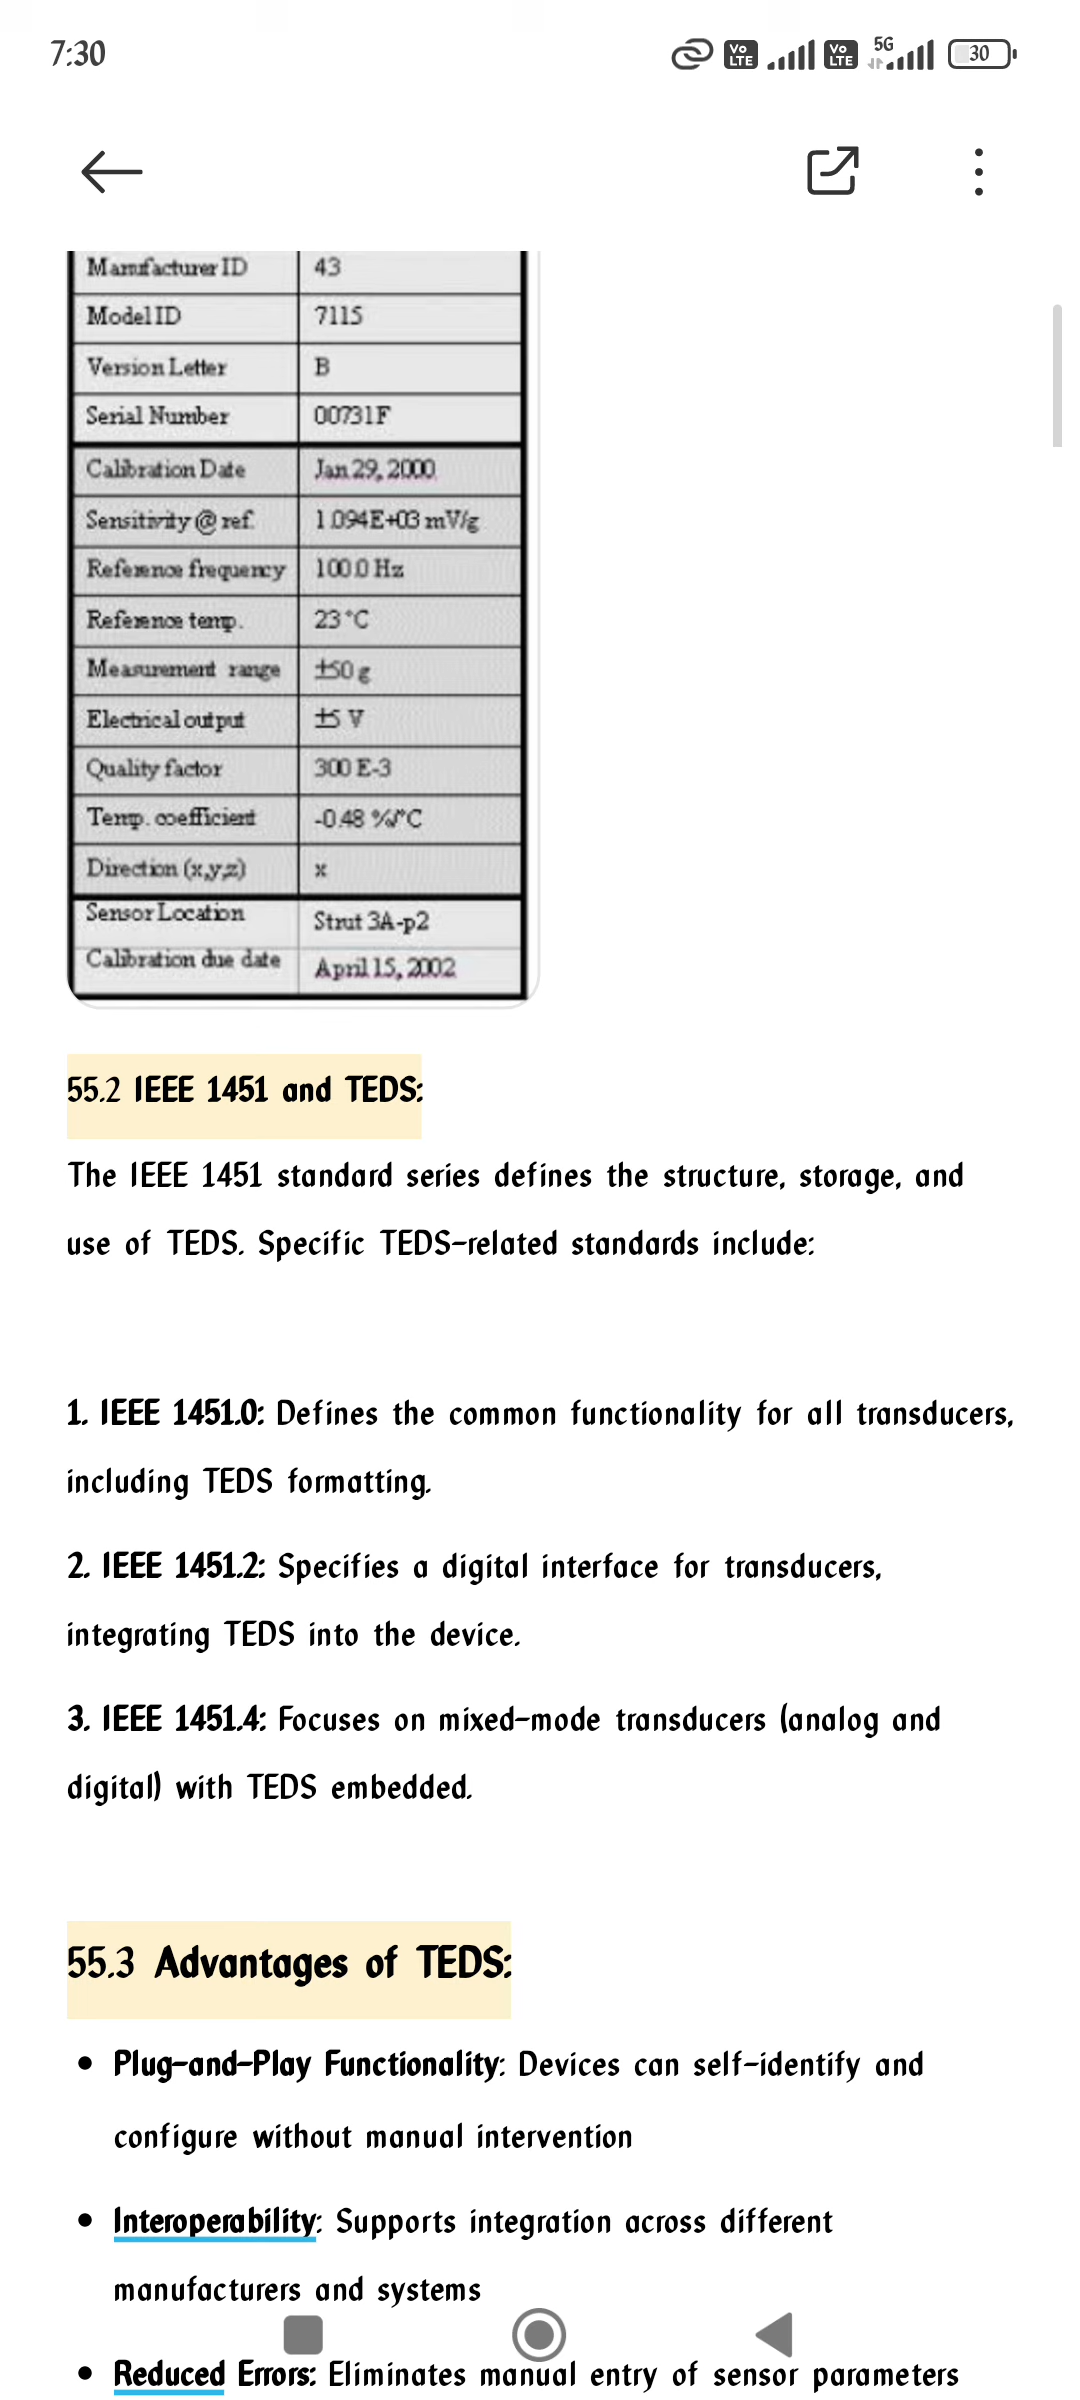 7:30
Vo LTE Vo LTE 5G 30
Manufacturer ID 43
Model ID 7115
Version Letter B
Serial Number 00731F
Calibration Date Jan 29, 2000
Sensitivity @ ref. 1.094E+03 mV/g
Reference frequency 100.0 Hz
Reference temp. 23 °C
Measurement range ±50 g
Electrical output ±5 V
Quality factor 300 E-3
Temp. coefficient -0.48 %/°C
Direction (x,y,z) x
Sensor Location Strut 3A-p2
Calibration due date April 15, 2002
55.2 IEEE 1451 and TEDS:
The IEEE 1451 standard series defines the structure, storage, and
use of TEDS. Specific TEDS-related standards include:
1. IEEE 1451.0: Defines the common functionality for all transducers,
including TEDS formatting.
2. IEEE 1451.2: Specifies a digital interface for transducers,
integrating TEDS into the device.
3. IEEE 1451.4: Focuses on mixed-mode transducers (analog and
digital) with TEDS embedded.
55.3 Advantages of TEDS:
• Plug-and-Play Functionality: Devices can self-identify and
configure without manual intervention
• Interoperability: Supports integration across different
manufacturers and systems
• Reduced Errors: Eliminates manual entry of sensor parameters